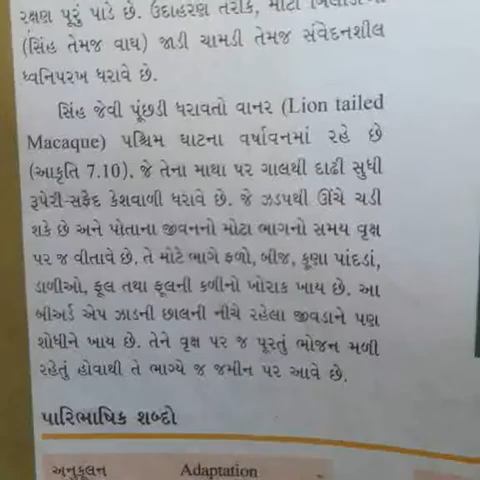 રક્ષણ પૂરું પાડે છે. ઉદાહરણ તરીકે, મોટી
(સિંહ તેમજ વાઘ) જાડી ચામડી તેમજ સંવેદનશીલ
ધ્વનિપરખ ધરાવે છે.
સિંહ જેવી પૂંછડી ધરાવતો વાનર (Lion tailed
Macaque) પશ્ચિમ ઘાટના વર્ષાવનમાં રહે છે
(આકૃતિ 7.10). જે તેના માથા પર ગાલથી દાઢી સુધી
રૂપેરી-સફેદ કેશવાળી ધરાવે છે. જે ઝડપથી ઊંચે ચડી
શકે છે અને પોતાના જીવનનો મોટા ભાગનો સમય વૃક્ષ
પર જ વીતાવે છે. તે મોટે ભાગે ફળો, બીજ, કૂણા પાંદડાં,
ડાળીઓ, ફૂલ તથા ફૂલની કળીનો ખોરાક ખાય છે. આ
બીઅર્ડ એપ ઝાડની છાલની નીચે રહેલા જીવડાને પણ
શોધીને ખાય છે. તેને વૃક્ષ પર જ પૂરતું ભોજન મળી
રહેતું હોવાથી તે ભાગ્યે જ જમીન પર આવે છે.
પારિભાષિક શબ્દો
અનુકૂલન Adaptation